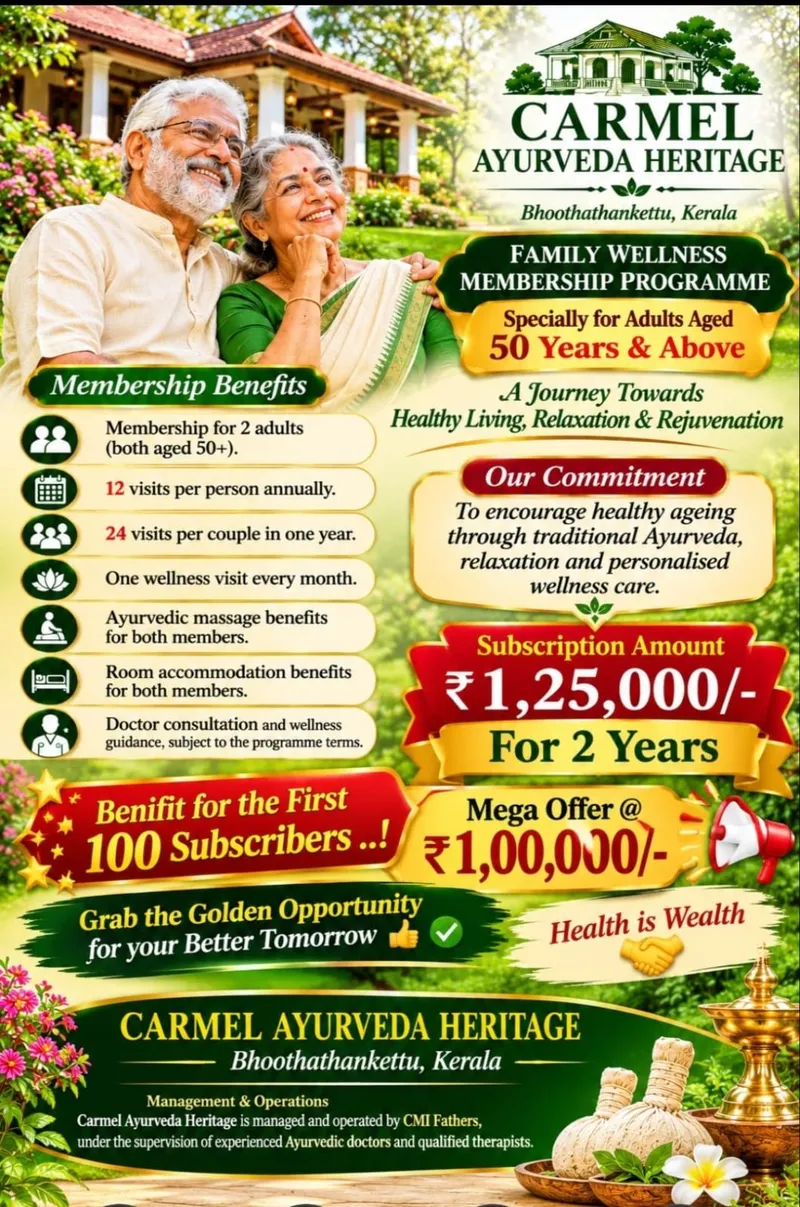 CARMEL
AYURVEDA HERITAGE
Bhoothathankettu, Kerala
FAMILY WELLNESS
MEMBERSHIP PROGRAMME
Specially for Adults Aged
50 Years & Above
A Journey Towards
Healthy Living, Relaxation & Rejuvenation
Membership Benefits
Membership for 2 adults
(both aged 50+).
12 visits per person annually.
24 visits per couple in one year.
One wellness visit every month.
Ayurvedic massage benefits
for both members.
Room accommodation benefits
for both members.
Doctor consultation and wellness
guidance, subject to the programme terms.
Our Commitment
To encourage healthy ageing
through traditional Ayurveda,
relaxation and personalised
wellness care.
Subscription Amount
₹1,25,000/-
For 2 Years
Benifit for the First
100 Subscribers ..!
Mega Offer @
₹1,00,000/-
Grab the Golden Opportunity
for your Better Tomorrow
Health is Wealth
CARMEL AYURVEDA HERITAGE
Bhoothathankettu, Kerala
Management & Operations
Carmel Ayurveda Heritage is managed and operated by CMI Fathers,
under the supervision of experienced Ayurvedic doctors and qualified therapists.